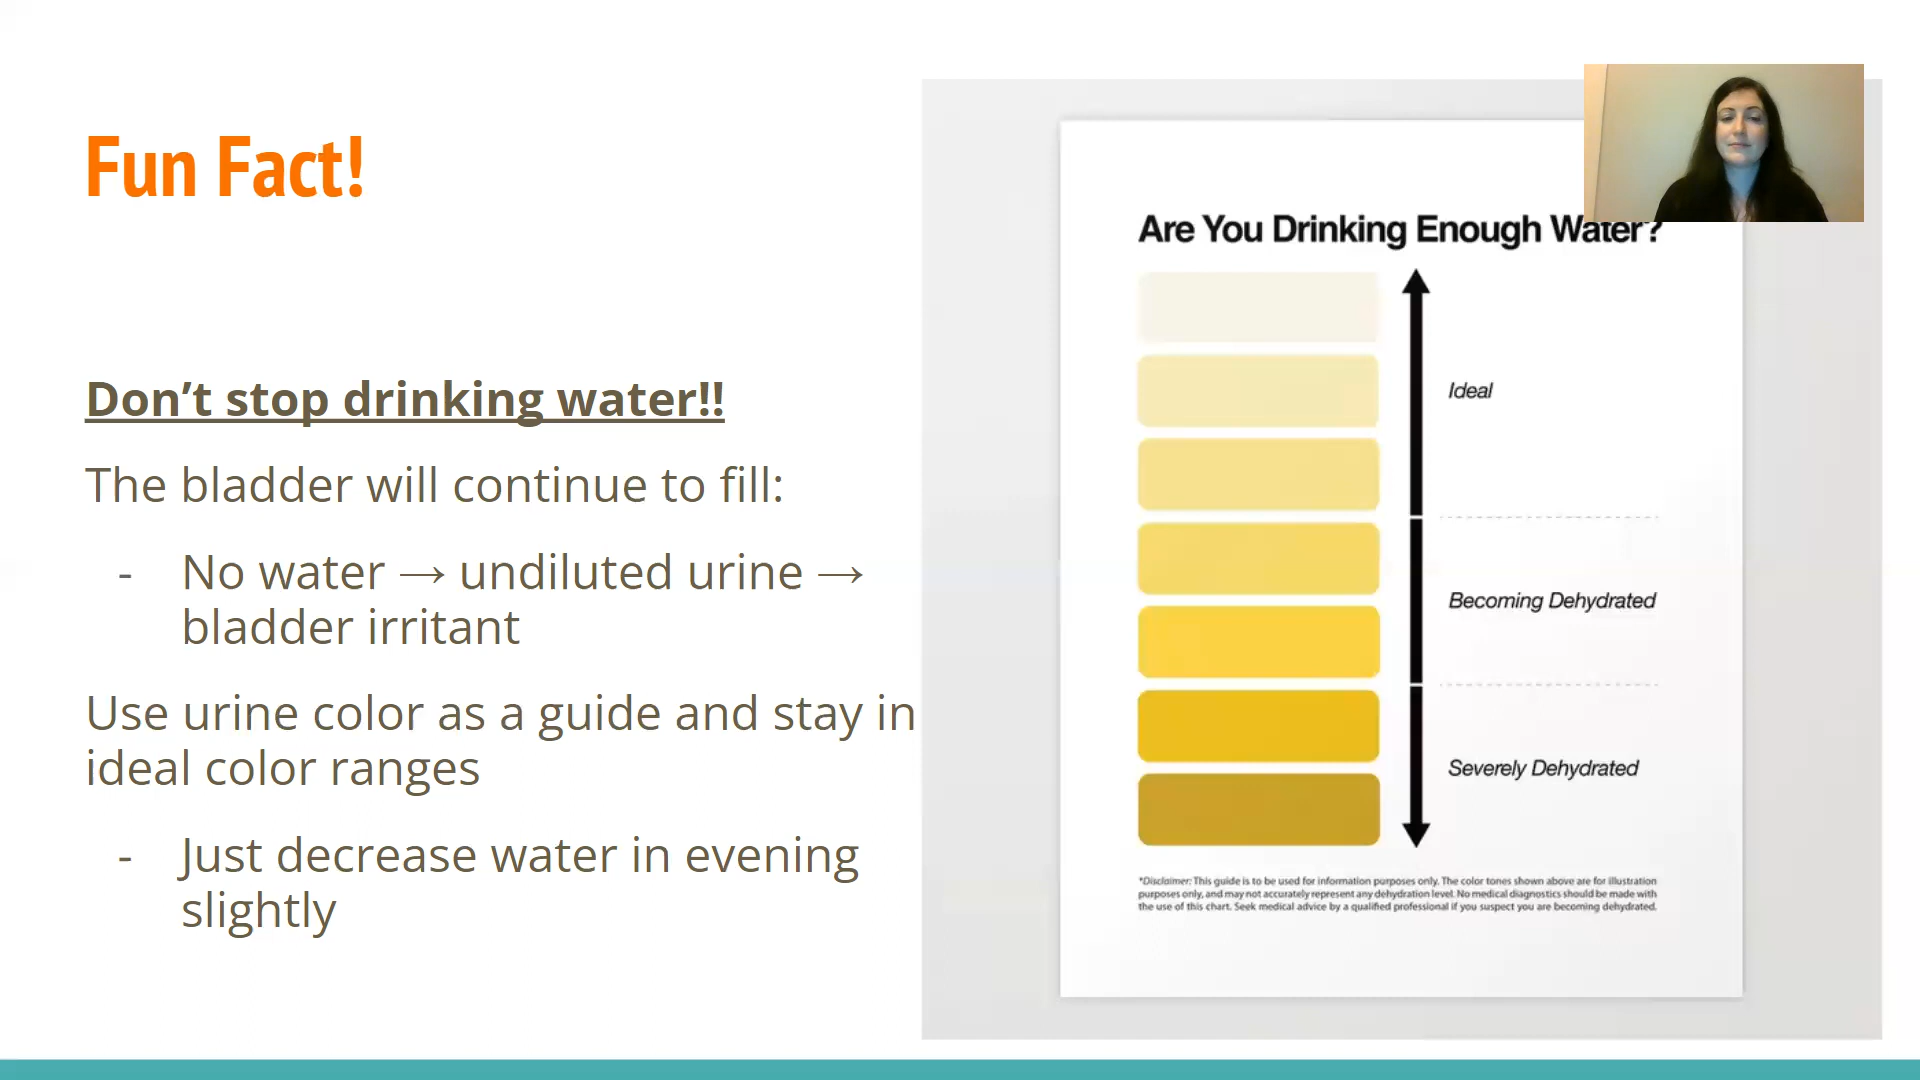 Fun Fact!
Don’t stop drinking water!!
The bladder will continue to fill:
- No water → undiluted urine →
bladder irritant
Use urine color as a guide and stay in
ideal color ranges
- Just decrease water in evening
slightly
Are You Drinking Enough Water?
Ideal
Becoming Dehydrated
Severely Dehydrated
*Disclaimer: This guide is to be used for information purposes only. The color tones shown above are for illustration
purposes only, and may not accurately represent any dehydration level. No medical diagnostics should be made with
the use of this chart. Seek medical advice by a qualified professional if you suspect you are becoming dehydrated.